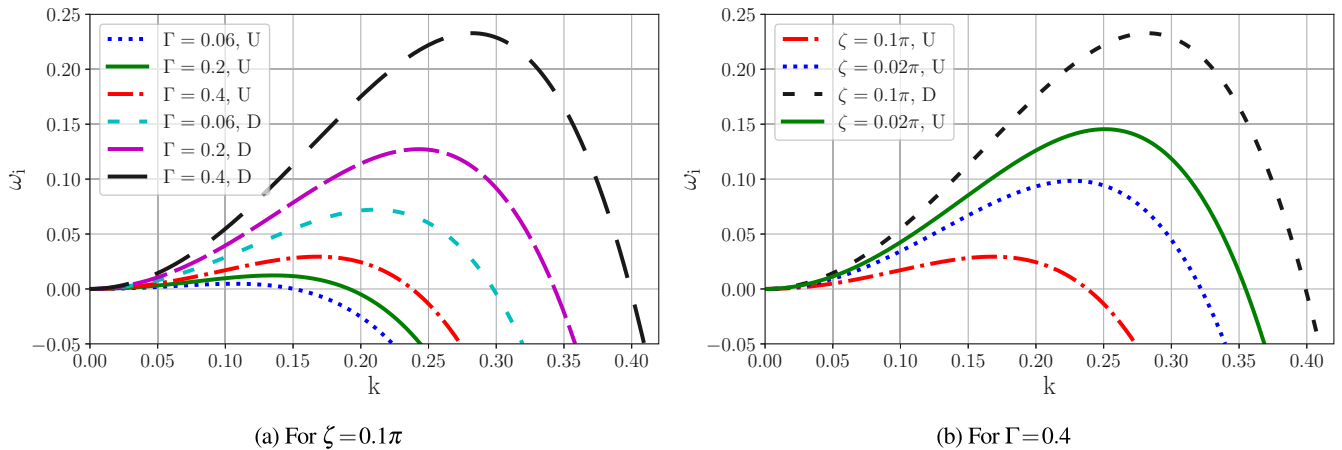 0.25
0.20
0.15
0.10
0.05
0.00
−0.05
ωi
Γ = 0.06, U
Γ = 0.2, U
Γ = 0.4, U
Γ = 0.06, D
Γ = 0.2, D
Γ = 0.4, D
0.00 0.05 0.10 0.15 0.20 0.25 0.30 0.35 0.40
k
(a) For ζ=0.1π
0.25
0.20
0.15
0.10
0.05
0.00
−0.05
ωi
ζ = 0.1π, U
ζ = 0.02π, U
ζ = 0.1π, D
ζ = 0.02π, U
0.00 0.05 0.10 0.15 0.20 0.25 0.30 0.35 0.40
k
(b) For Γ=0.4